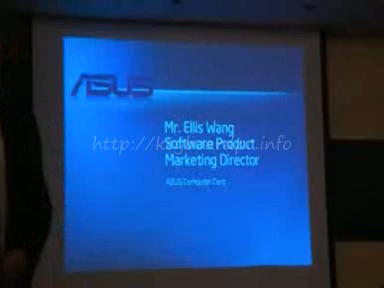 ASUS
Mr. Ellis Wang
Software Product
Marketing Director
ASUS Computer Corp